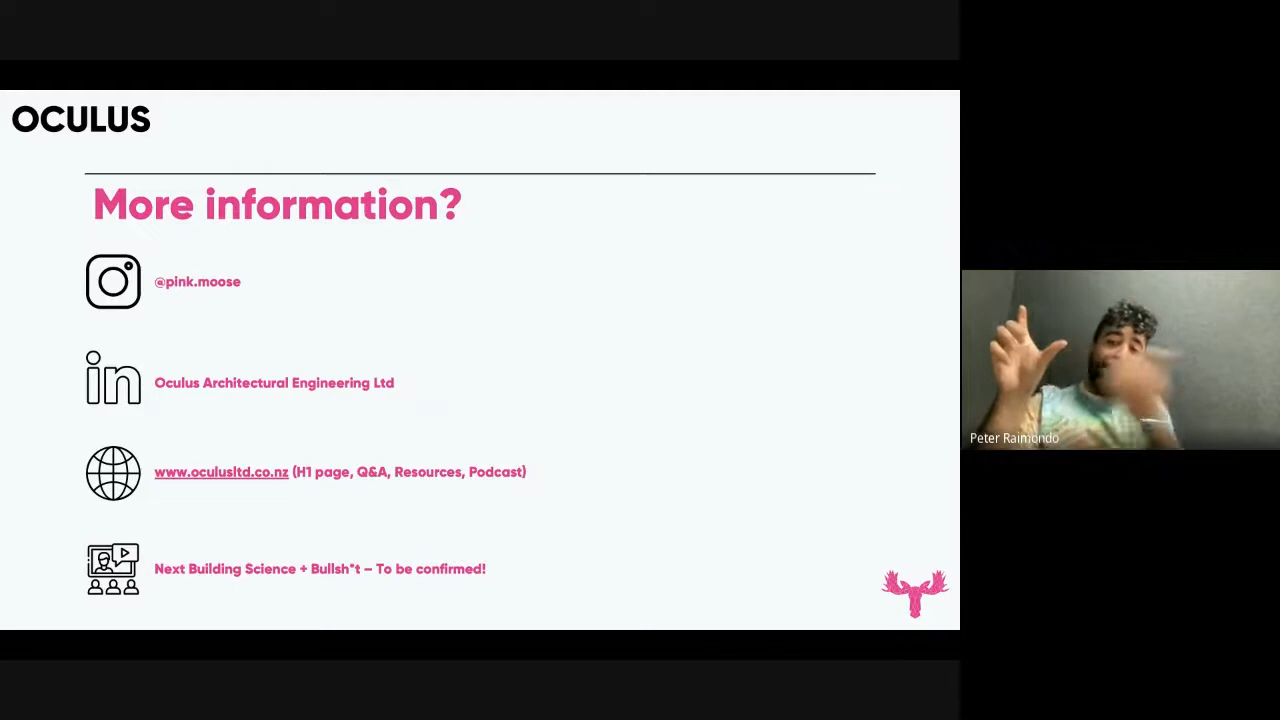 OCULUS
More information?
@pink.moose
Oculus Architectural Engineering Ltd
www.oculusltd.co.nz (H1 page, Q&A, Resources, Podcast)
Next Building Science + Bullsh*t – To be confirmed!
Peter Raimondo